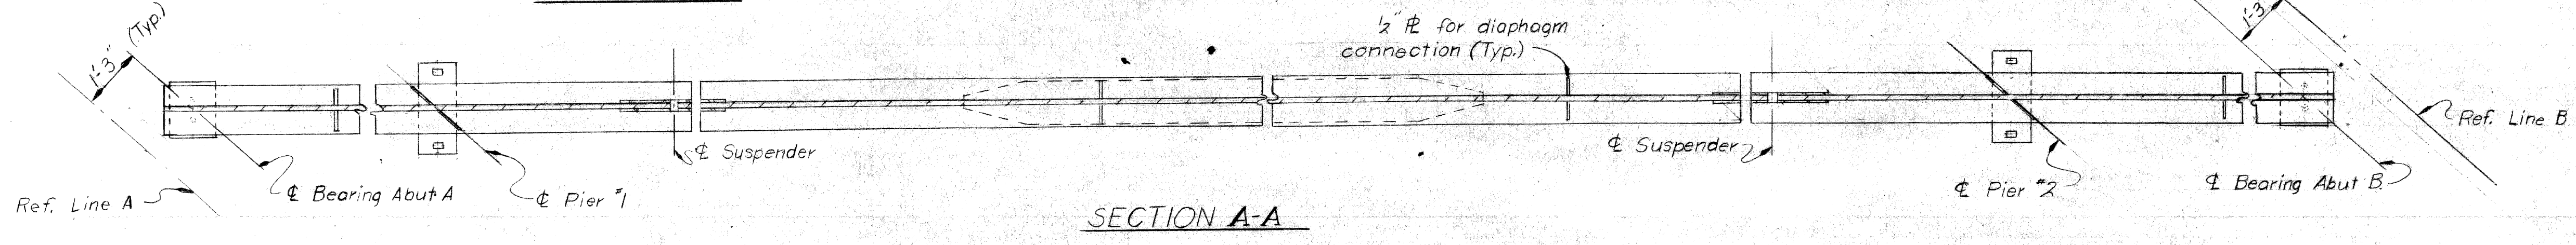 1'-3" (Typ.)
1/2" ℄ for diaphagm
connection (Typ.)
1'-3"
Ref. Line A
℄ Bearing Abut A
℄ Pier #1
℄ Suspender
SECTION A-A
℄ Suspender
℄ Pier #2
℄ Bearing Abut B.
Ref. Line B